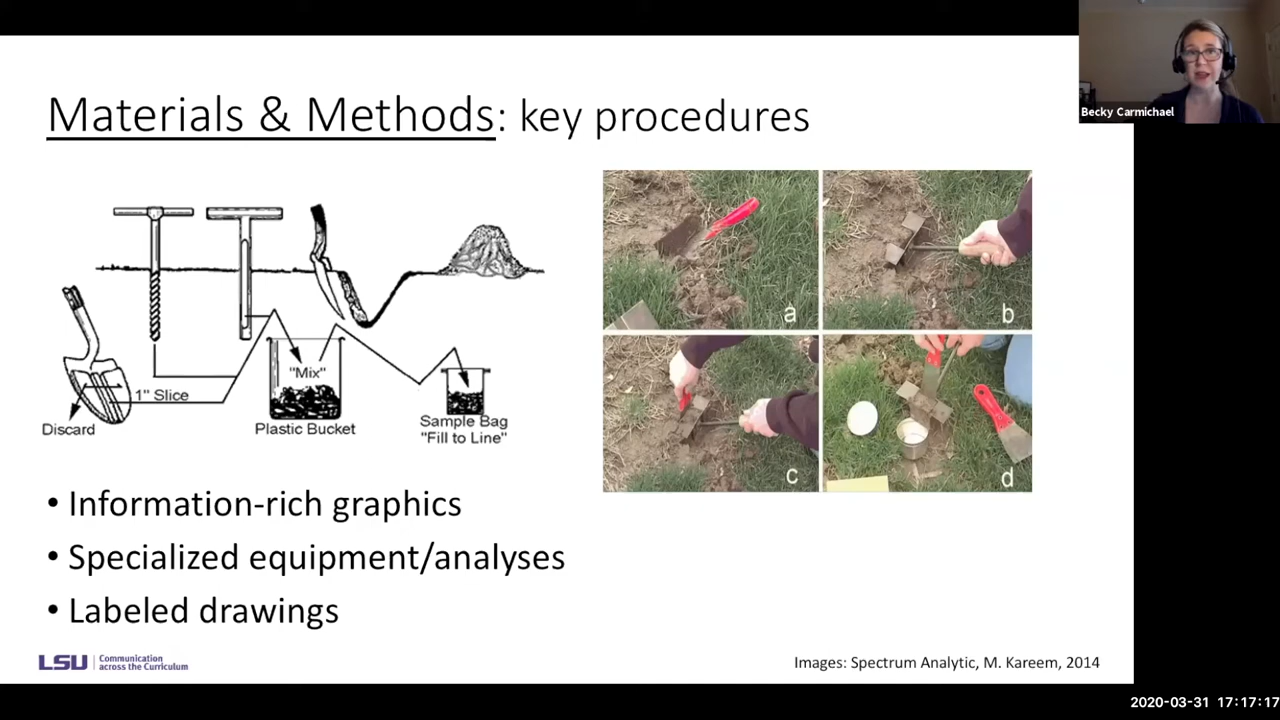 Becky Carmichael
Materials & Methods: key procedures
Discard
1" Slice
"Mix"
Plastic Bucket
Sample Bag
"Fill to Line"
a
b
c
d
• Information-rich graphics
• Specialized equipment/analyses
• Labeled drawings
LSU
Communication
across the Curriculum
Images: Spectrum Analytic, M. Kareem, 2014
2020-03-31 17:17:17